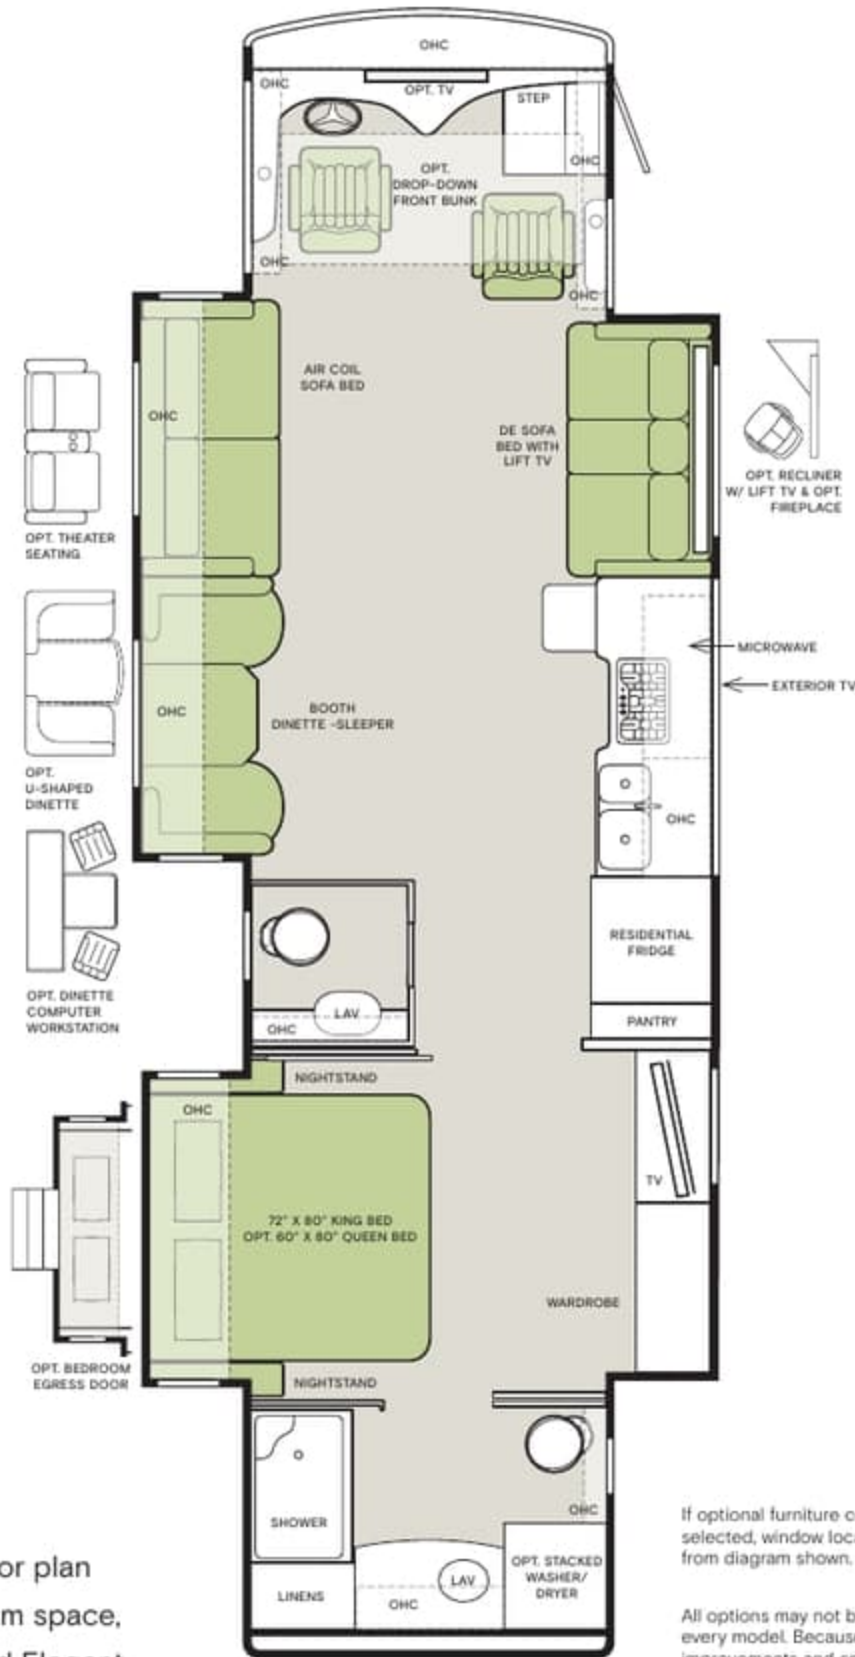 OHC
OHC
OPT. TV
STEP
OHC
OPT.
DROP-DOWN
FRONT BUNK
OHC
OHC
AIR COIL
SOFA BED
OHC
DE SOFA
BED WITH
LIFT TV
OPT. THEATER
SEATING
OPT. RECLINER
W/ LIFT TV & OPT.
FIREPLACE
MICROWAVE
EXTERIOR TV
OHC
BOOTH
DINETTE -SLEEPER
OPT.
U-SHAPED
DINETTE
OHC
RESIDENTIAL
FRIDGE
OPT. DINETTE
COMPUTER
WORKSTATION
LAV
OHC
PANTRY
NIGHTSTAND
OHC
TV
72" X 80" KING BED
OPT. 60" X 80" QUEEN BED
WARDROBE
OPT. BEDROOM
EGRESS DOOR
NIGHTSTAND
SHOWER
OHC
LINENS
OHC
LAV
OPT. STACKED
WASHER/
DRYER
or plan
m space,
If optional furniture c
selected, window loca
from diagram shown.
All options may not b
every model. Because